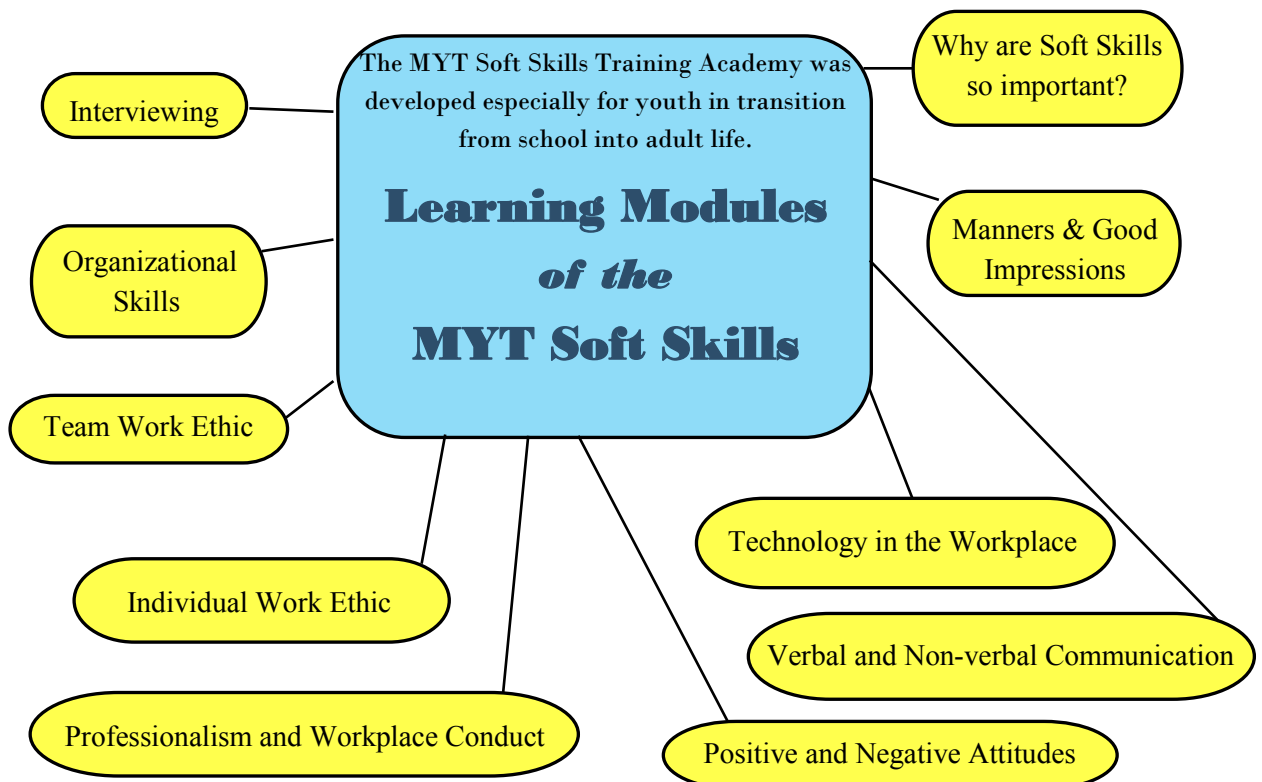 The MYT Soft Skills Training Academy was
developed especially for youth in transition
from school into adult life.
Learning Modules
of the
MYT Soft Skills
Why are Soft Skills
so important?
Manners & Good
Impressions
Verbal and Non-verbal Communication
Technology in the Workplace
Positive and Negative Attitudes
Professionalism and Workplace Conduct
Individual Work Ethic
Team Work Ethic
Organizational
Skills
Interviewing